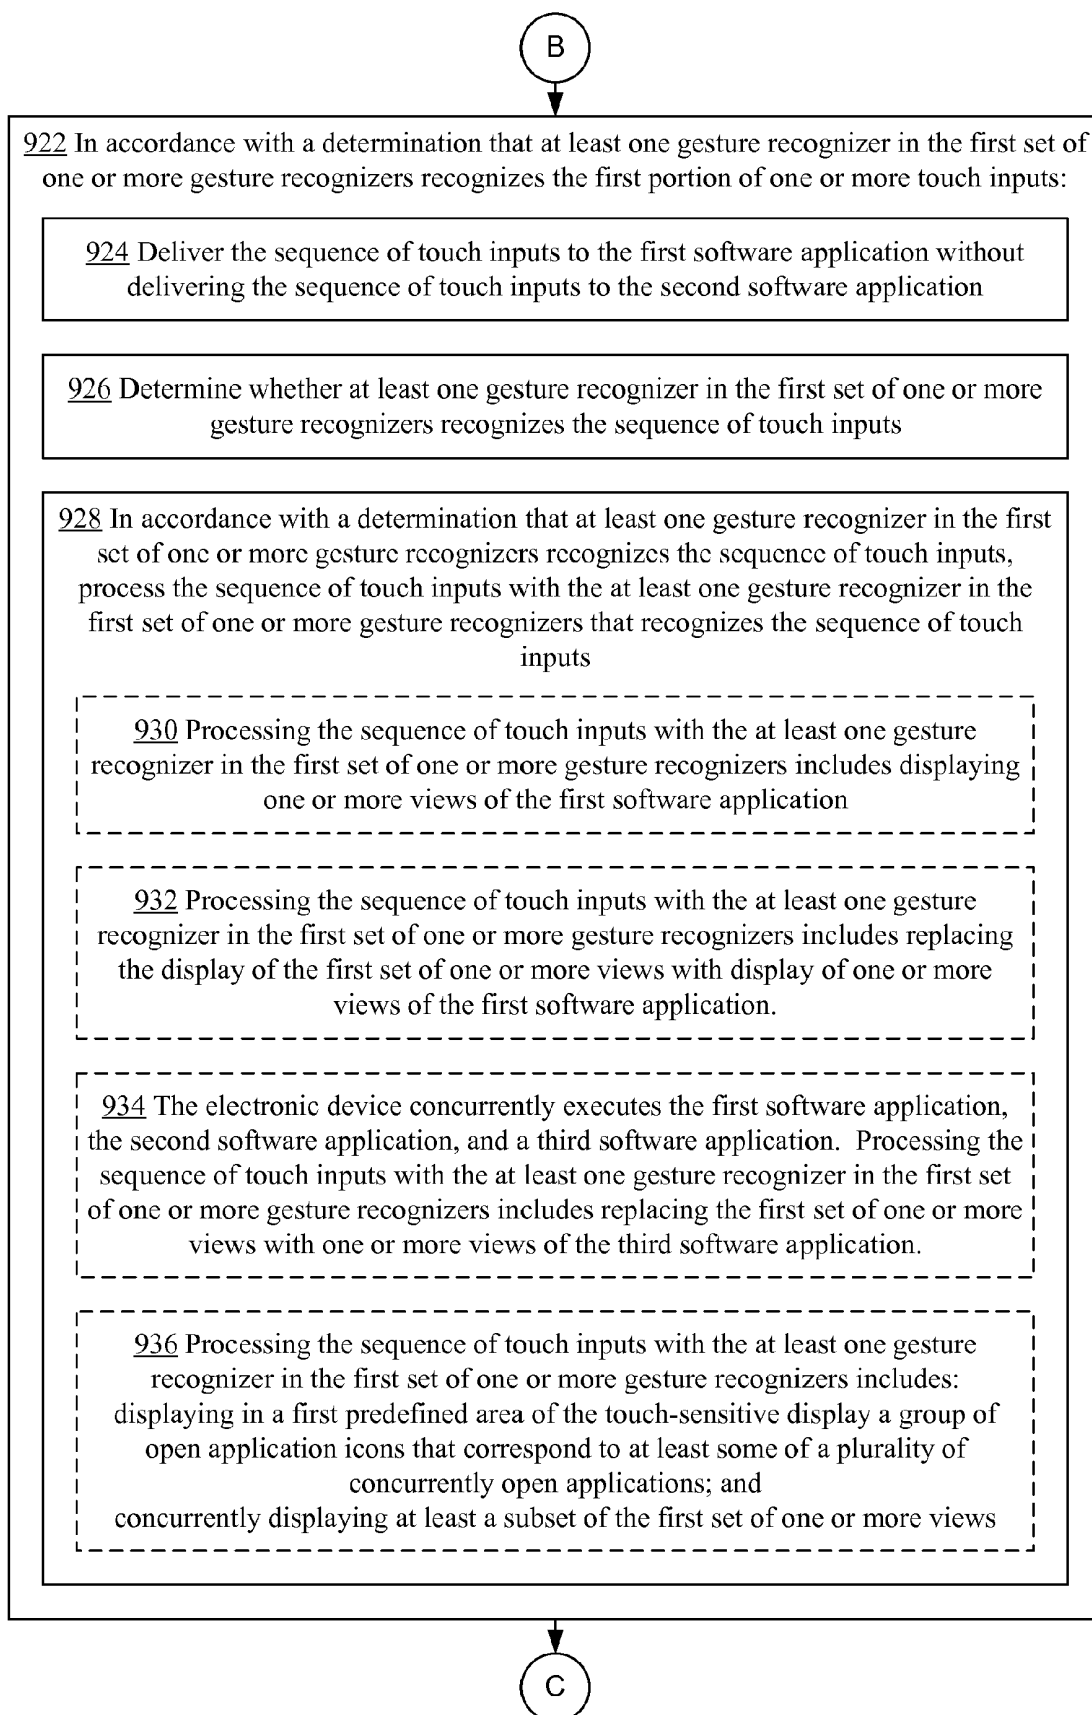 B
922 In accordance with a determination that at least one gesture recognizer in the first set of
one or more gesture recognizers recognizes the first portion of one or more touch inputs:
924 Deliver the sequence of touch inputs to the first software application without
delivering the sequence of touch inputs to the second software application
926 Determine whether at least one gesture recognizer in the first set of one or more
gesture recognizers recognizes the sequence of touch inputs
928 In accordance with a determination that at least one gesture recognizer in the first
set of one or more gesture recognizers recognizes the sequence of touch inputs,
process the sequence of touch inputs with the at least one gesture recognizer in the
first set of one or more gesture recognizers that recognizes the sequence of touch
inputs
930 Processing the sequence of touch inputs with the at least one gesture
recognizer in the first set of one or more gesture recognizers includes displaying
one or more views of the first software application
932 Processing the sequence of touch inputs with the at least one gesture
recognizer in the first set of one or more gesture recognizers includes replacing
the display of the first set of one or more views with display of one or more
views of the first software application.
934 The electronic device concurrently executes the first software application,
the second software application, and a third software application.  Processing the
sequence of touch inputs with the at least one gesture recognizer in the first set
of one or more gesture recognizers includes replacing the first set of one or more
views with one or more views of the third software application.
936 Processing the sequence of touch inputs with the at least one gesture
recognizer in the first set of one or more gesture recognizers includes:
displaying in a first predefined area of the touch-sensitive display a group of
open application icons that correspond to at least some of a plurality of
concurrently open applications; and
concurrently displaying at least a subset of the first set of one or more views
C